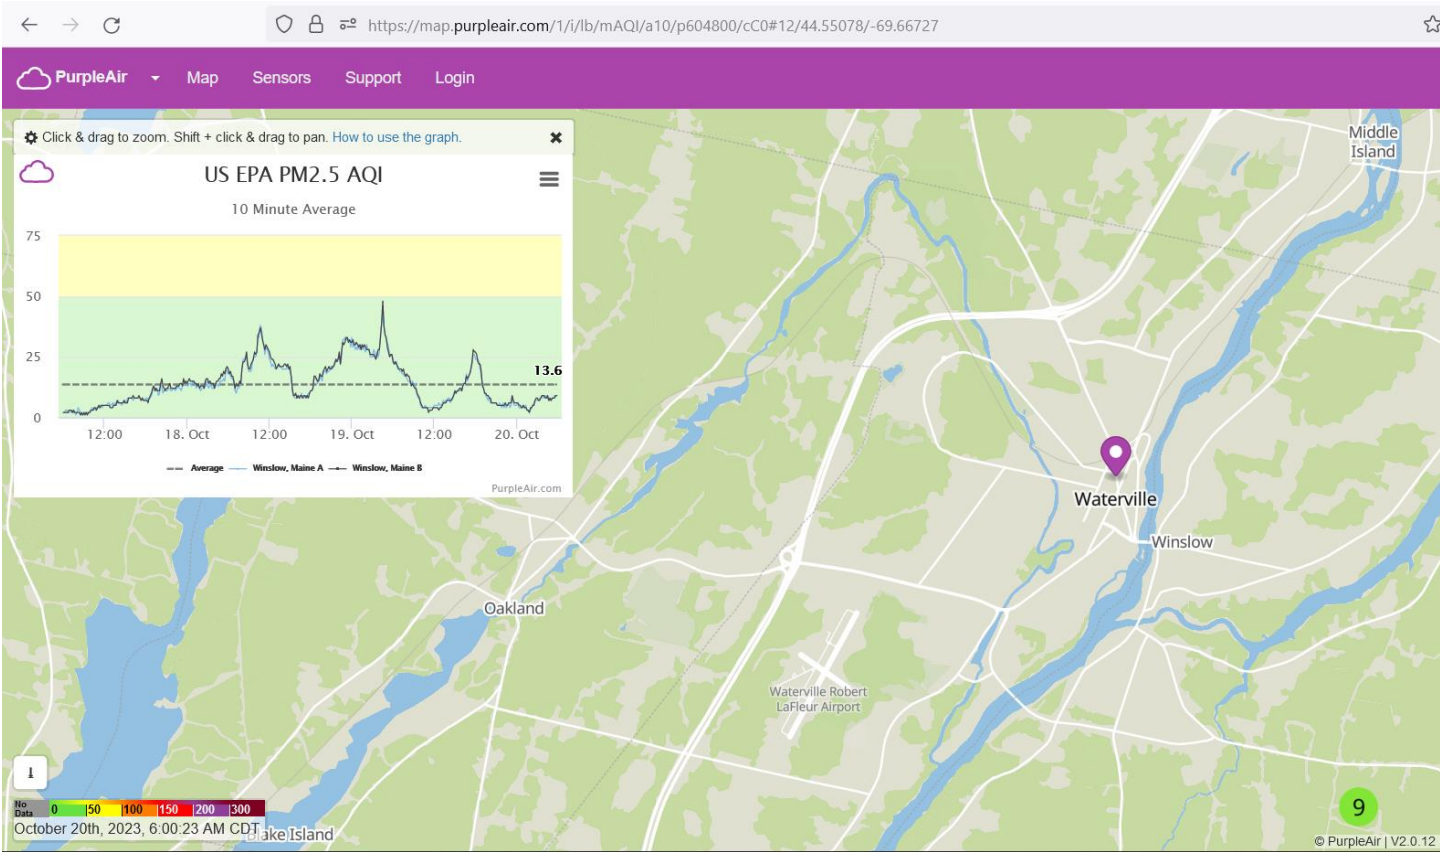 https://map.purpleair.com/1/i/lb/mAQI/a10/p604800/cC0#12/44.55078/-69.66727
PurpleAir Map Sensors Support Login
Click & drag to zoom. Shift + click & drag to pan. How to use the graph.
US EPA PM2.5 AQI
10 Minute Average
75
50
25
0
13.6
12:00 18. Oct 12:00 19. Oct 12:00 20. Oct
Average Winslow, Maine A Winslow, Maine B
PurpleAir.com
Middle
Island
Waterville
Winslow
Oakland
Waterville Robert
LaFleur Airport
No
Data 0 50 100 150 200 300
October 20th, 2023, 6:00:23 AM CDT
ake Island
9
© PurpleAir | V2.0.12